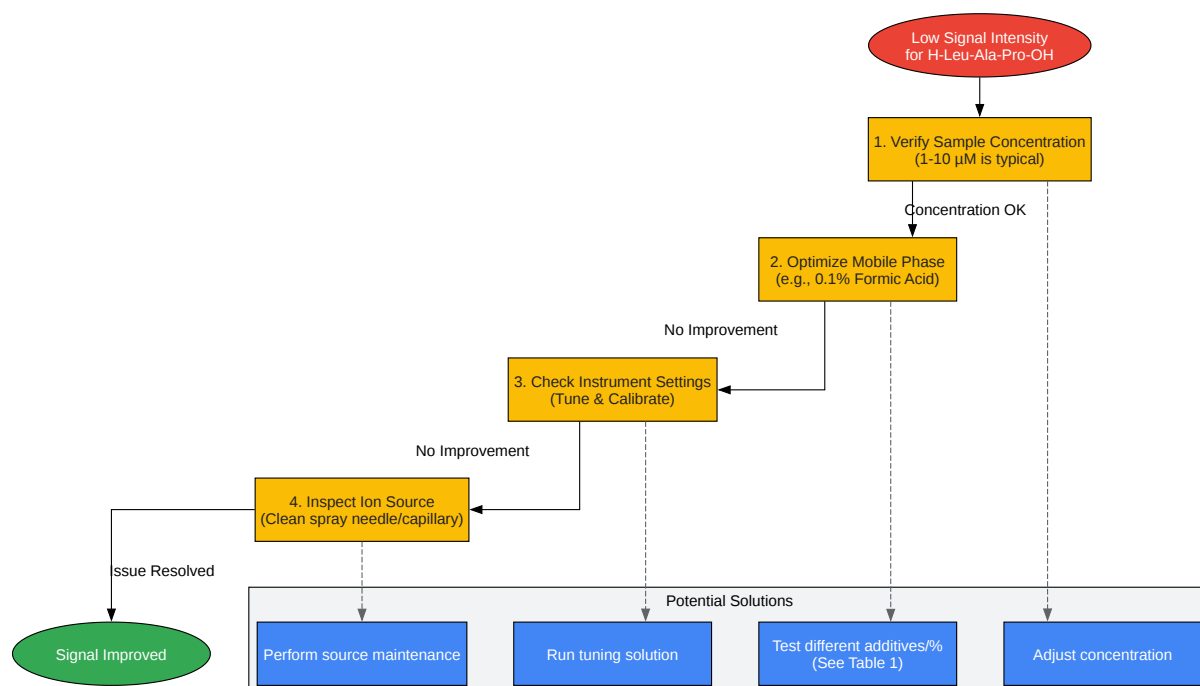 Low Signal Intensity
for H-Leu-Ala-Pro-OH
1. Verify Sample Concentration
(1-10 µM is typical)
Concentration OK
2. Optimize Mobile Phase
(e.g., 0.1% Formic Acid)
No Improvement
3. Check Instrument Settings
(Tune & Calibrate)
No Improvement
4. Inspect Ion Source
(Clean spray needle/capillary)
Issue Resolved
Potential Solutions
Signal Improved
Perform source maintenance
Run tuning solution
Test different additives/%
(See Table 1)
Adjust concentration